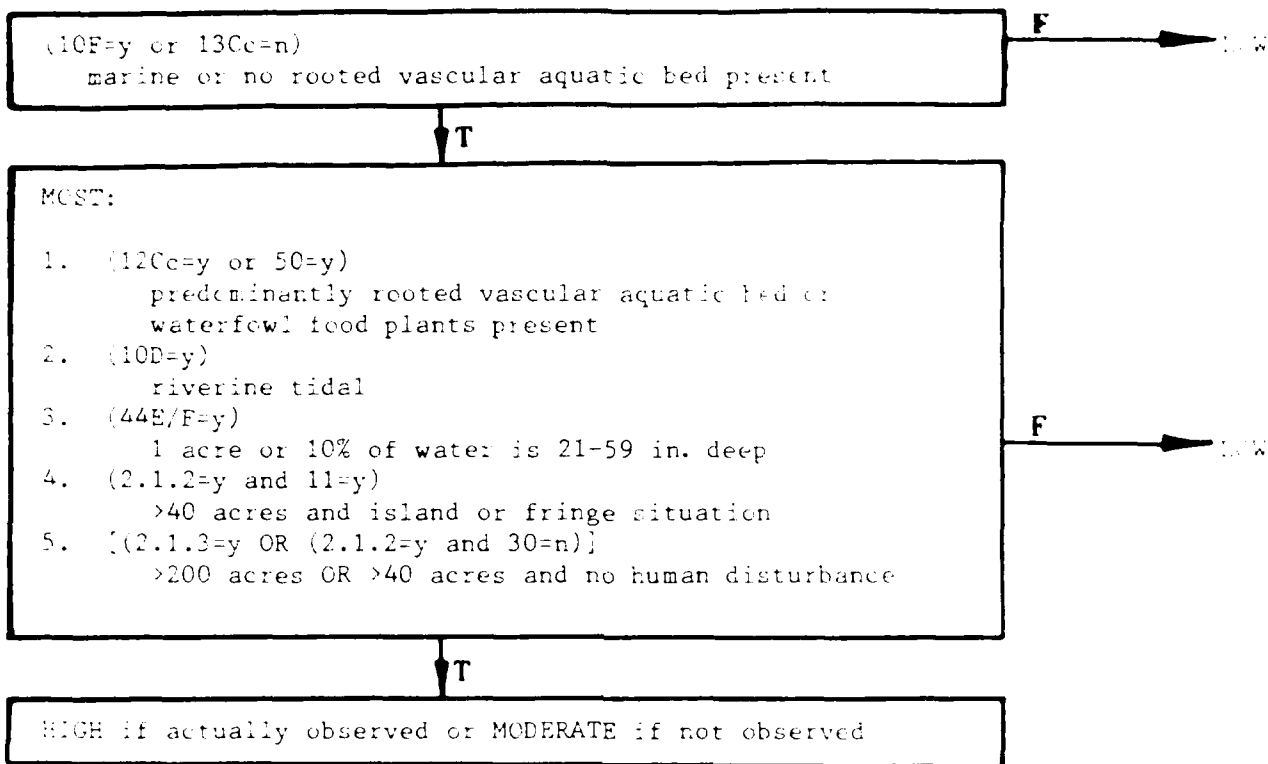 (10F=y or 13Cc=n) F LOW
marine or no rooted vascular aquatic bed present
T
MOST:
1. (12Cc=y or 50=y)
predominantly rooted vascular aquatic bed or
waterfowl food plants present
2. (10D=y)
riverine tidal
3. (44E/F=y)
1 acre or 10% of water is 21-59 in. deep
F LOW
4. (2.1.2=y and 11=y)
>40 acres and island or fringe situation
5. [(2.1.3=y OR (2.1.2=y and 30=n)]
>200 acres OR >40 acres and no human disturbance
T
HIGH if actually observed or MODERATE if not observed